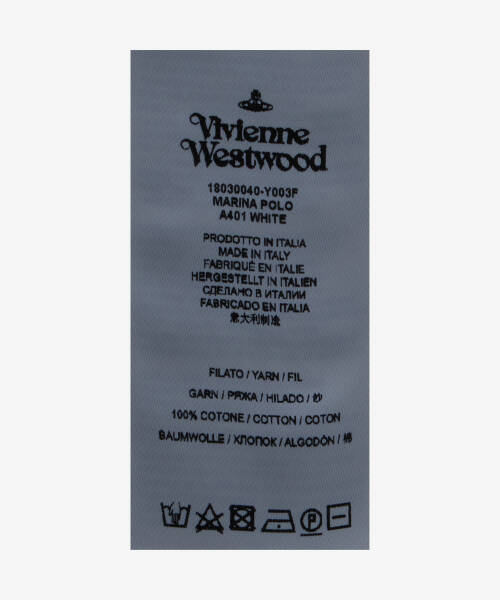 Vivienne
Westwood
18030040-Y003F
MARINA POLO
A401 WHITE
PRODOTTO IN ITALIA
MADE IN ITALY
FABRIQUÉ EN ITALIE
HERGESTELLT IN ITALIEN
СДЕЛАНО В ИТАЛИИ
FABRICADO EN ITALIA
意大利制造
FILATO / YARN / FIL
GARN / PRЯЖА / HILADO / 纱
100% COTONE / COTTON / COTON
BAUMWOLLE / ХЛОПОК / ALGODÓN / 棉
P